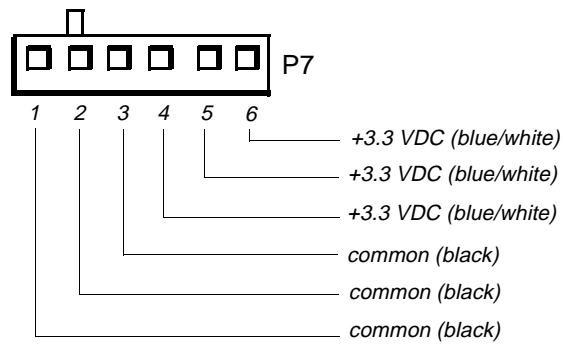 P7
1 2 3 4 5 6
+3.3 VDC (blue/white)
+3.3 VDC (blue/white)
+3.3 VDC (blue/white)
common (black)
common (black)
common (black)